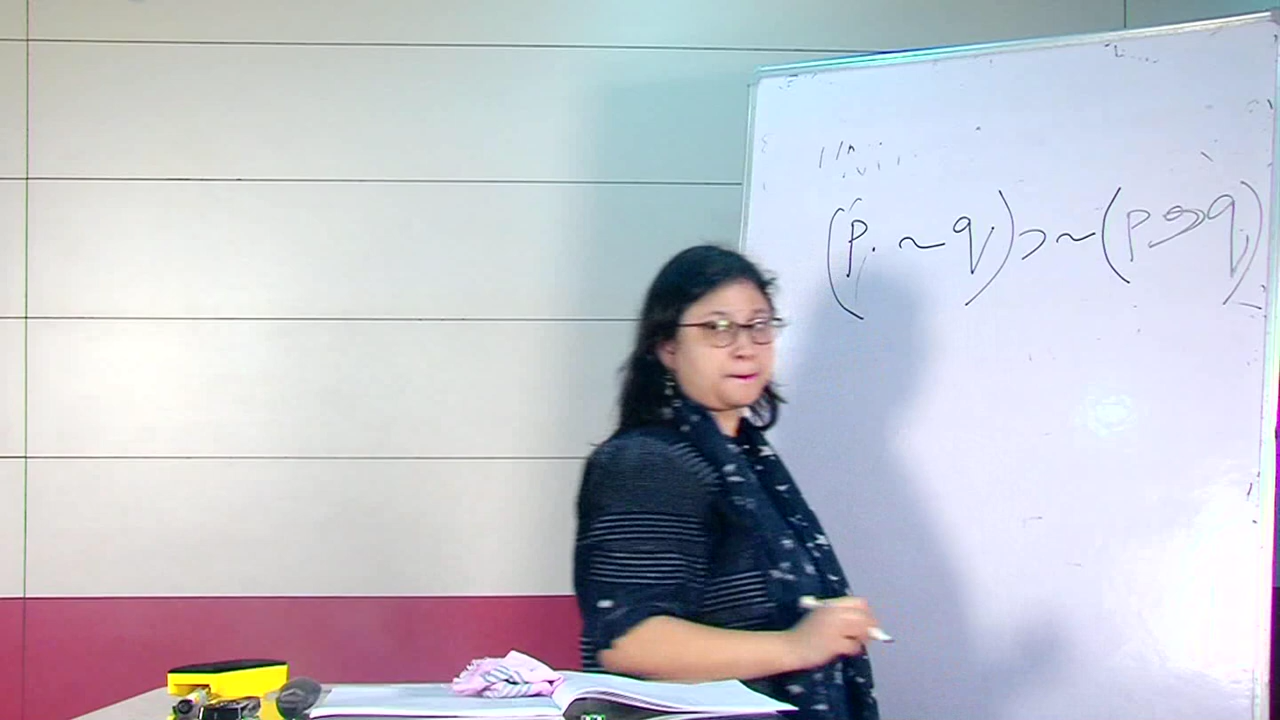 (p . ~ q) ⊃ ~ (p ⊃ q)